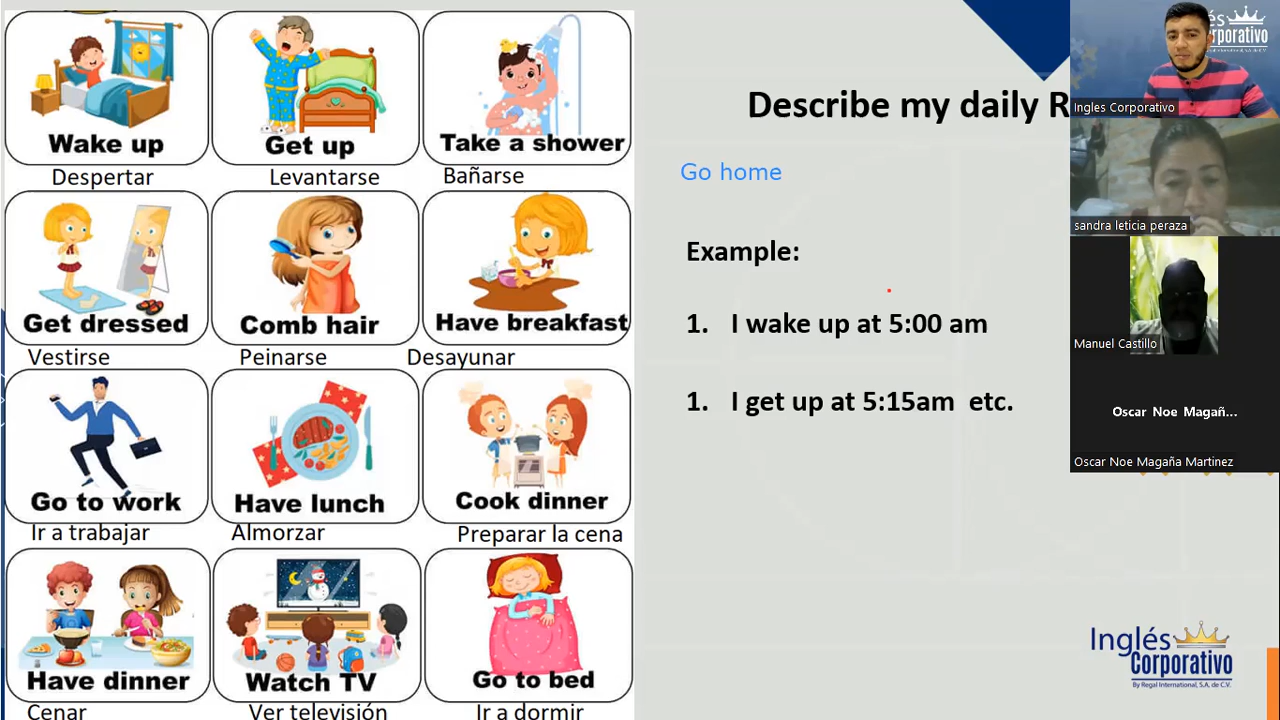 Wake up
Get up
Take a shower
Despertar
Levantarse
Bañarse
Get dressed
Comb hair
Have breakfast
Vestirse
Peinarse
Desayunar
Go to work
Have lunch
Cook dinner
Ir a trabajar
Almorzar
Preparar la cena
Have dinner
Watch TV
Go to bed
Cenar
Ver televisión
Ir a dormir
Describe my daily R
Go home
Example:
1. I wake up at 5:00 am
1. I get up at 5:15am etc.
és
orporativo
Ingles Corporativo
sandra leticia peraza
Manuel Castillo
Oscar Noe Magañ...
Oscar Noe Magaña Martinez
Inglés
Corporativo
By Regal International, S.A. de C.V.